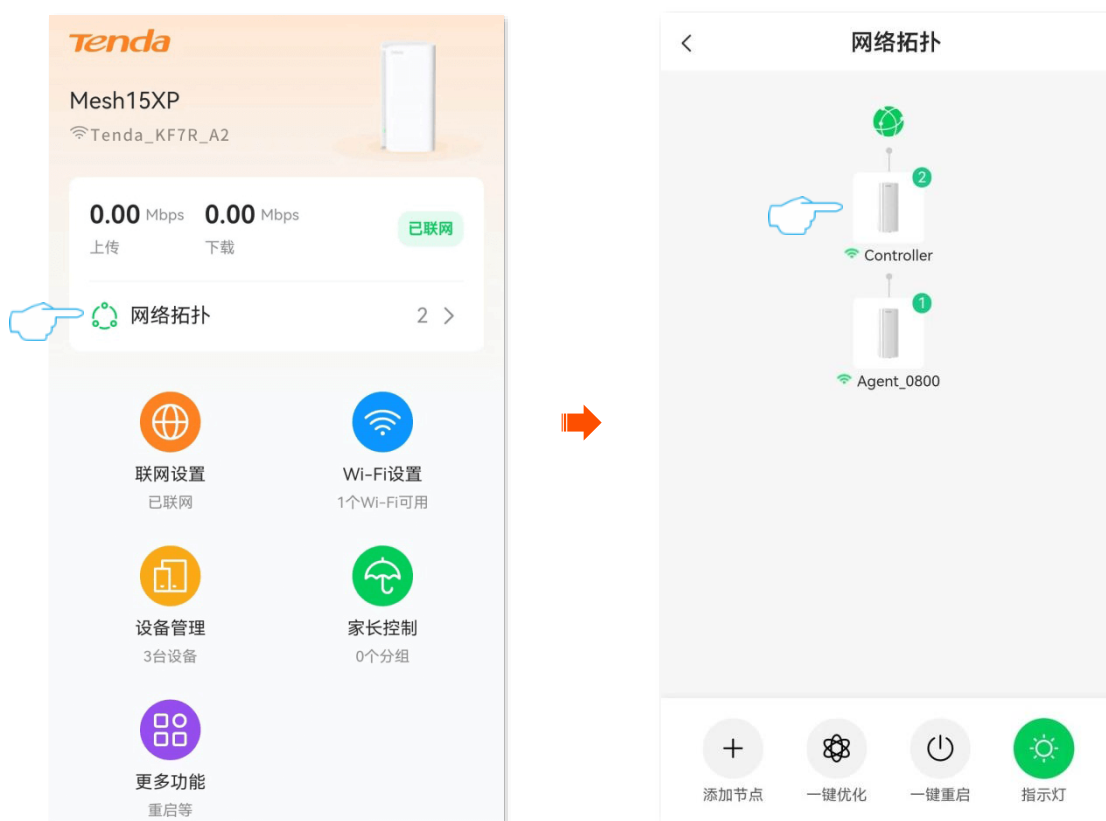 Tenda
Mesh15XP
Tenda_KF7R_A2
0.00 Mbps 0.00 Mbps
上传 下载
已联网
网络拓扑 2
联网设置 Wi-Fi设置
已联网 1个Wi-Fi可用
设备管理 家长控制
3台设备 0个分组
更多功能
重启等
网络拓扑
2
Controller
1
Agent_0800
添加节点 一键优化 一键重启 指示灯